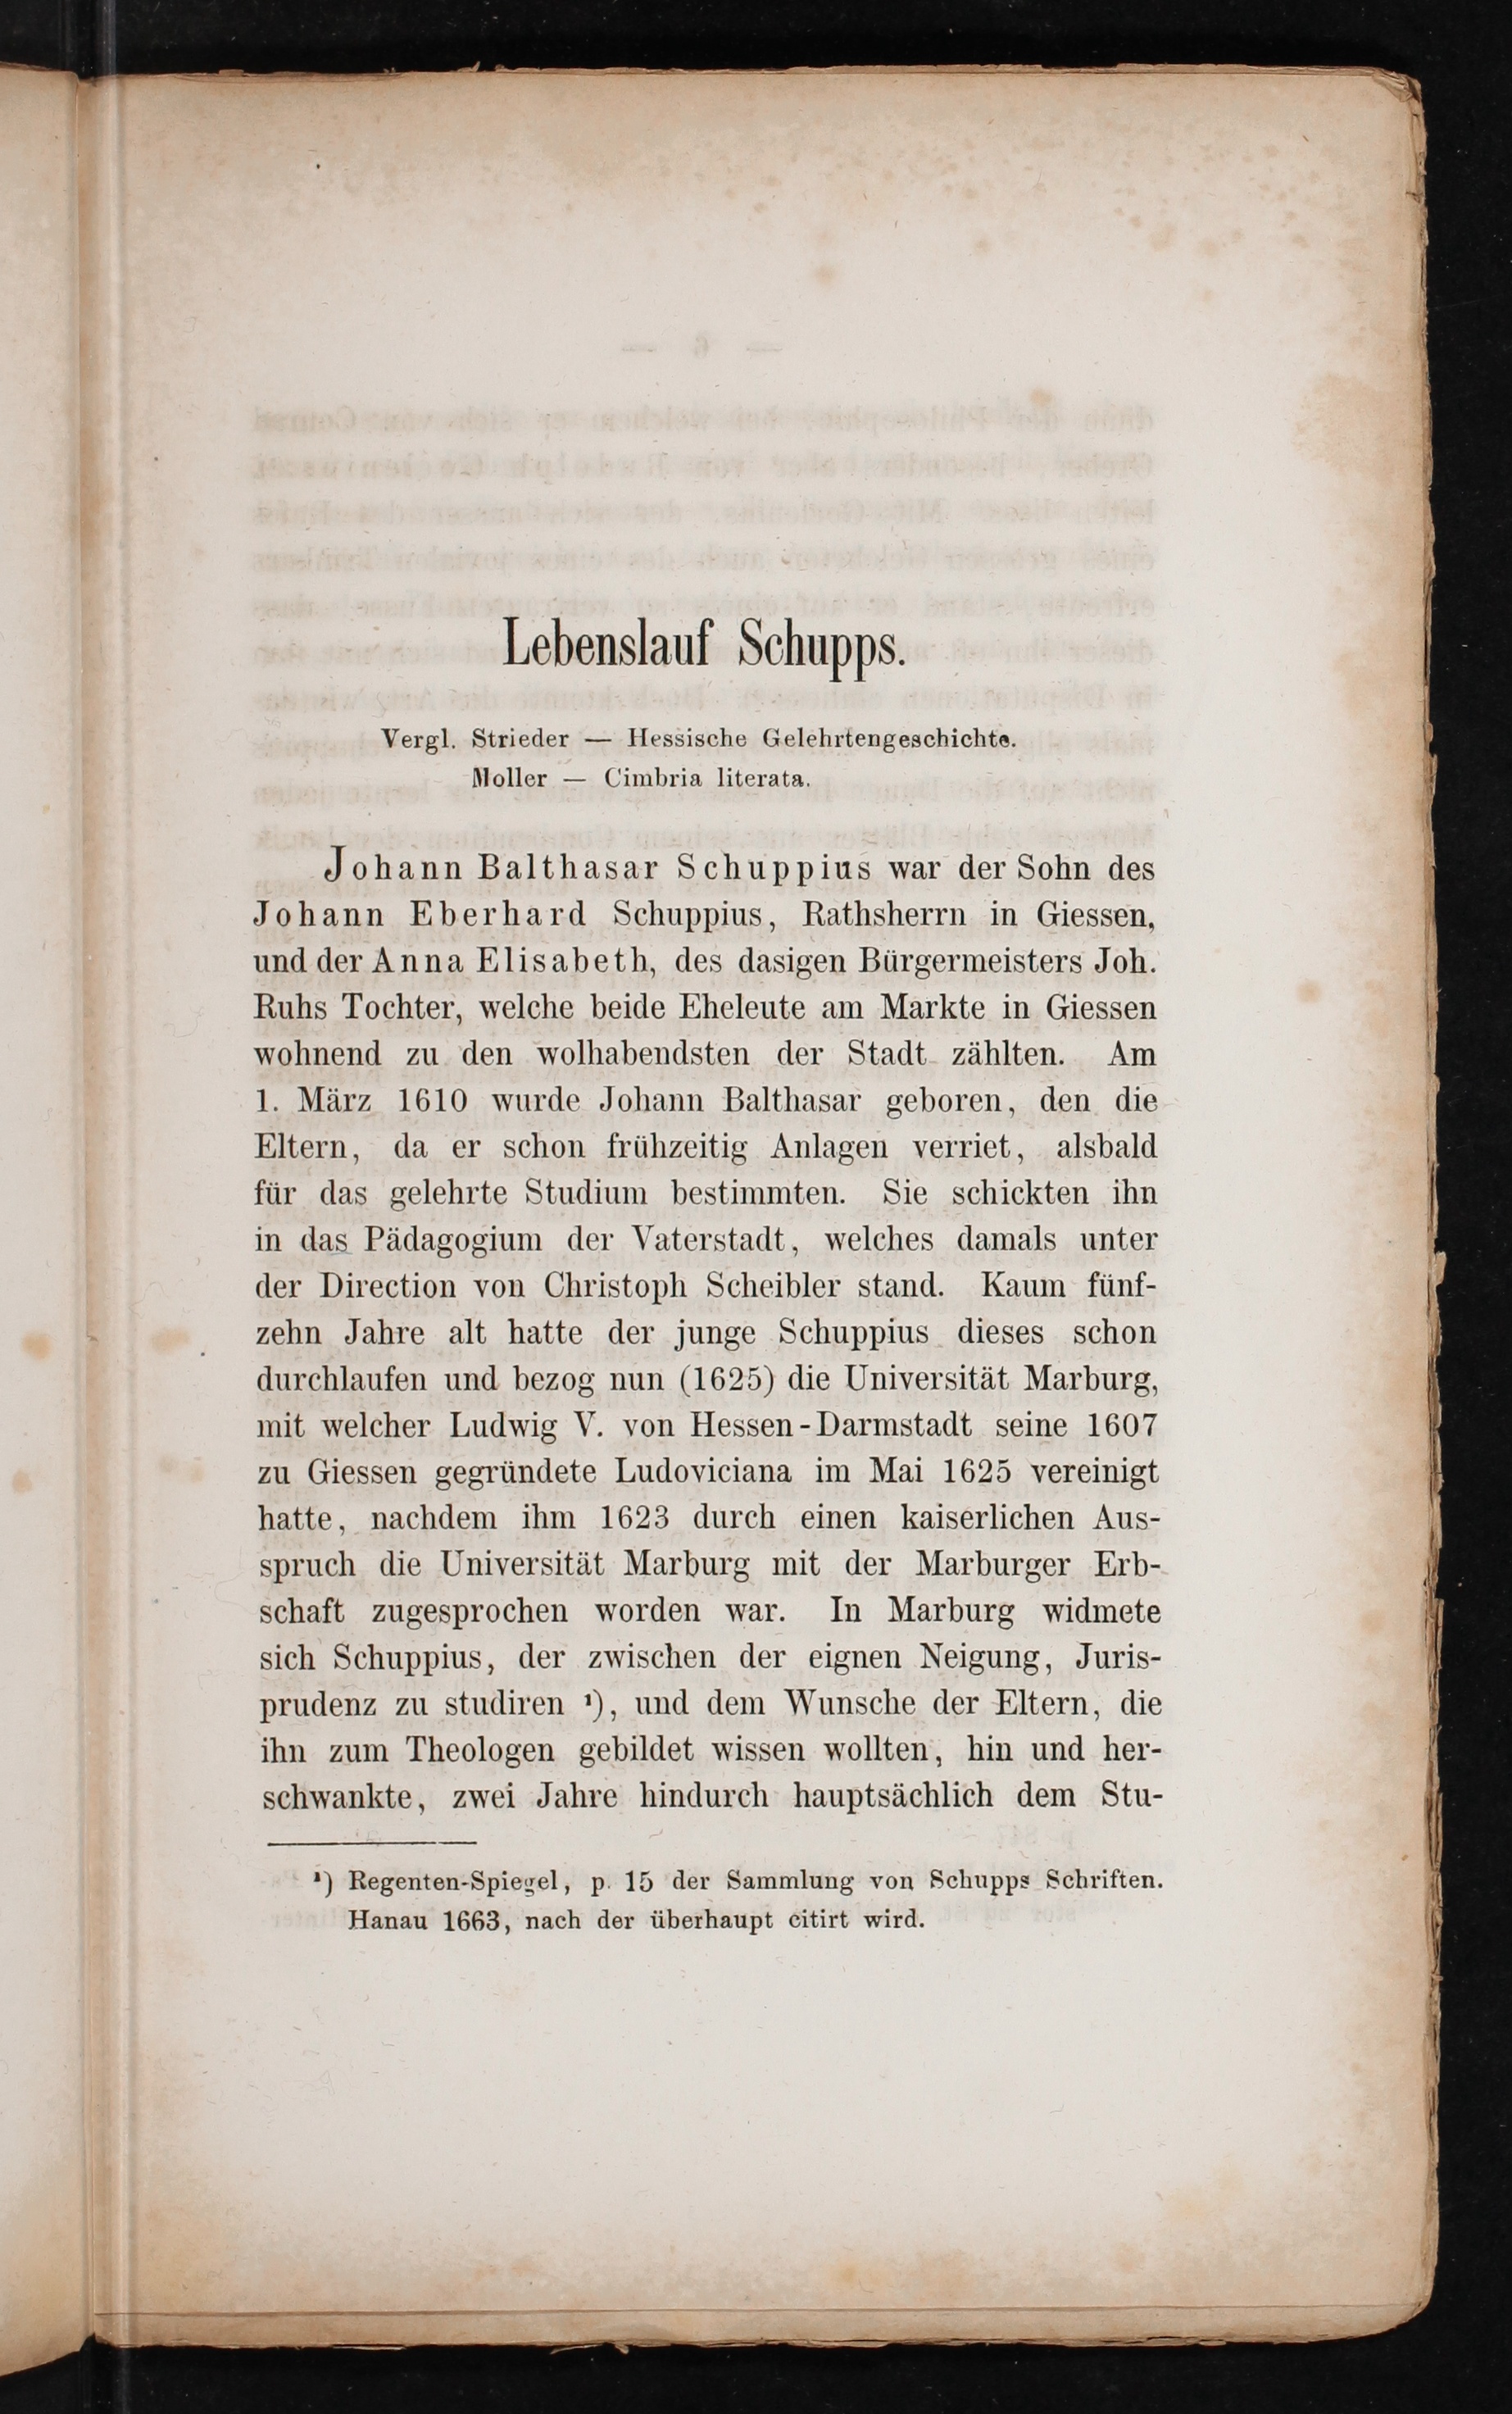 Lebenslauf Schupps.
Vergl. Strieder — Hessische Gelehrtengeschichte.
Moller — Cimbria literata.
Johann Balthasar Schuppius war der Sohn des
Johann Eberhard Schuppius, Rathsherrn in Giessen,
und der Anna Elisabeth, des dasigen Bürgermeisters Joh.
Ruhs Tochter, welche beide Eheleute am Markte in Giessen
wohnend zu den wolhabendsten der Stadt zählten. Am
1. März 1610 wurde Johann Balthasar geboren, den die
Eltern, da er schon frühzeitig Anlagen verriet, alsbald
für das gelehrte Studium bestimmten. Sie schickten ihn
in das Pädagogium der Vaterstadt, welches damals unter
der Direction von Christoph Scheibler stand. Kaum fünf-
zehn Jahre alt hatte der junge Schuppius dieses schon
durchlaufen und bezog nun (1625) die Universität Marburg,
mit welcher Ludwig V. von Hessen-Darmstadt seine 1607
zu Giessen gegründete Ludoviciana im Mai 1625 vereinigt
hatte, nachdem ihm 1623 durch einen kaiserlichen Aus-
spruch die Universität Marburg mit der Marburger Erb-
schaft zugesprochen worden war. In Marburg widmete
sich Schuppius, der zwischen der eignen Neigung, Juris-
prudenz zu studiren ¹), und dem Wunsche der Eltern, die
ihn zum Theologen gebildet wissen wollten, hin und her-
schwankte, zwei Jahre hindurch hauptsächlich dem Stu-
¹) Regenten-Spiegel, p. 15 der Sammlung von Schupps Schriften.
Hanau 1663, nach der überhaupt citirt wird.